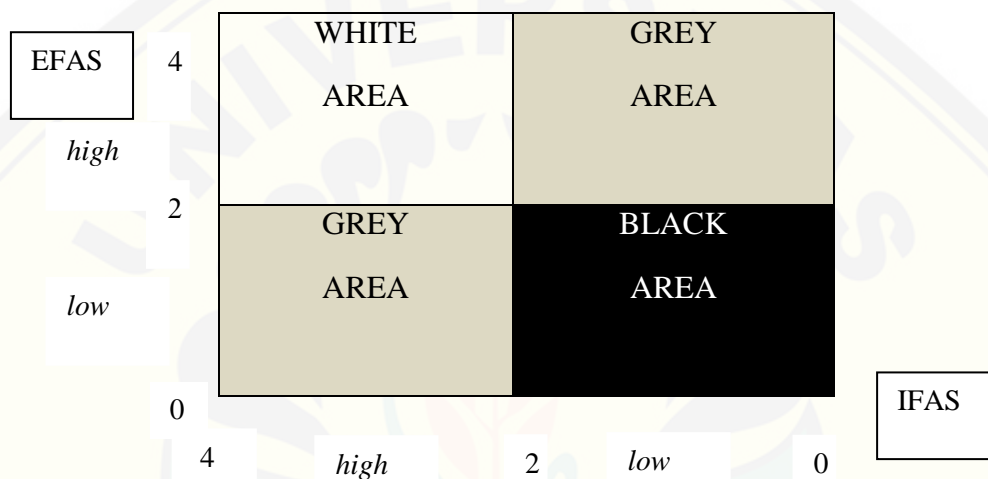 WHITE GREY
EFAS 4
AREA AREA
high
2
GREY BLACK
AREA AREA
low
0
IFAS
4 high 2 low 0